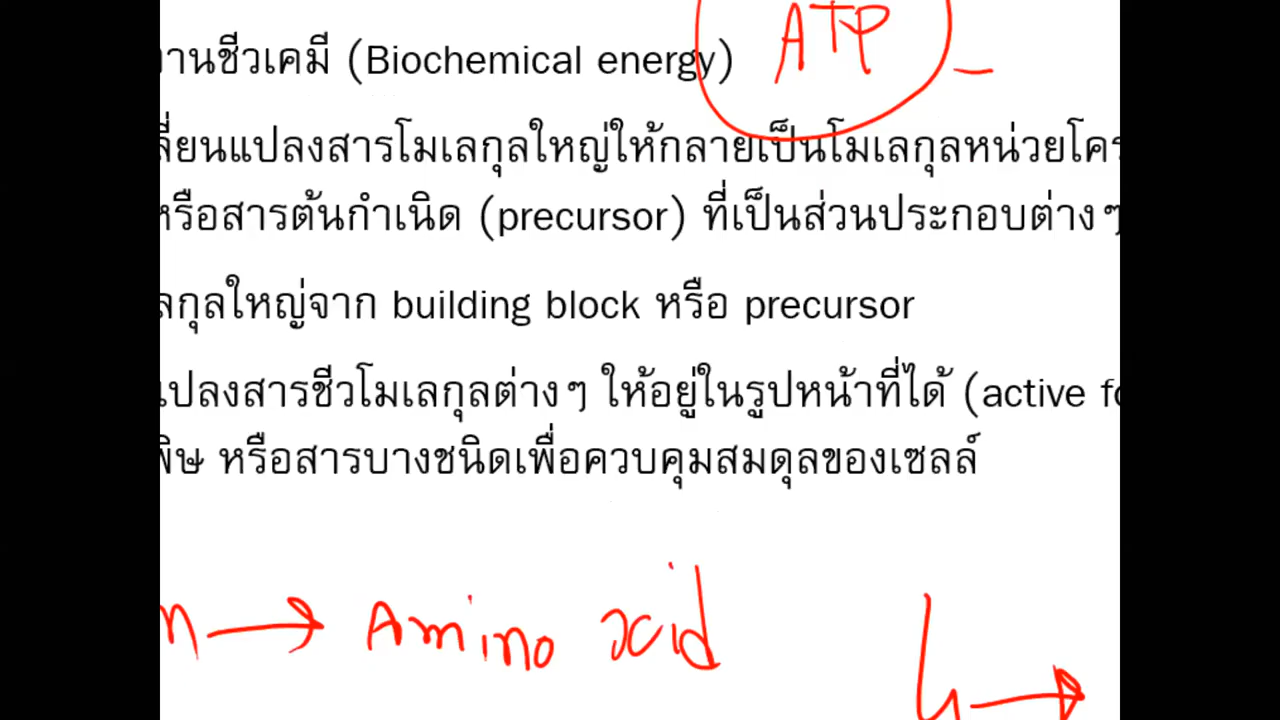 านชีวเคมี (Biochemical energy) ATP
ลี่ยนแปลงสารโมเลกุลใหญ่ให้กลายเป็นโมเลกุลหน่วยโคร
หรือสารต้นกำเนิด (precursor) ที่เป็นส่วนประกอบต่างๆ
ลกุลใหญ่จาก building block หรือ precursor
แปลงสารชีวโมเลกุลต่างๆ ให้อยู่ในรูปหน้าที่ได้ (active fo
พิษ หรือสารบางชนิดเพื่อควบคุมสมดุลของเซลล์
n → Amino acid